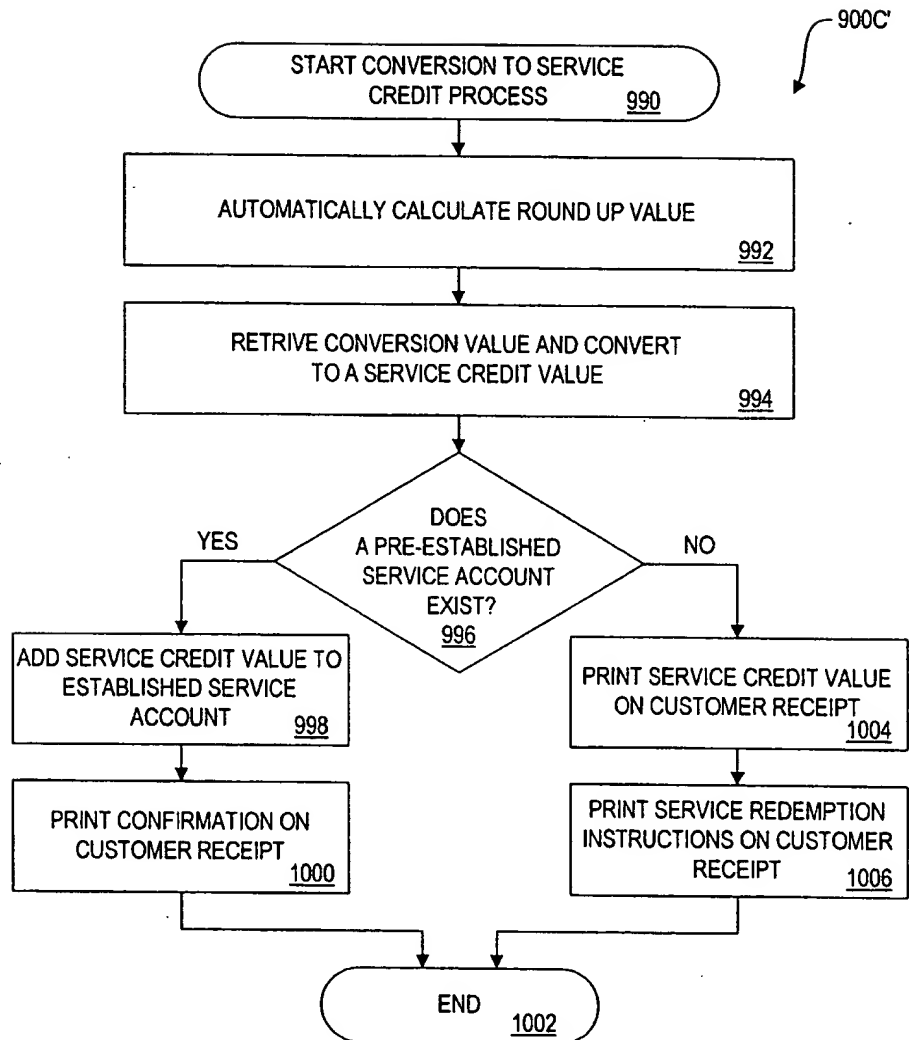 900C'
START CONVERSION TO SERVICE
CREDIT PROCESS 990
AUTOMATICALLY CALCULATE ROUND UP VALUE
992
RETRIVE CONVERSION VALUE AND CONVERT
TO A SERVICE CREDIT VALUE
994
DOES
A PRE-ESTABLISHED
SERVICE ACCOUNT
EXIST?
996
YES
NO
ADD SERVICE CREDIT VALUE TO
ESTABLISHED SERVICE
ACCOUNT 998
PRINT CONFIRMATION ON
CUSTOMER RECEIPT
1000
PRINT SERVICE CREDIT VALUE
ON CUSTOMER RECEIPT
1004
PRINT SERVICE REDEMPTION
INSTRUCTIONS ON CUSTOMER
RECEIPT 1006
END
1002